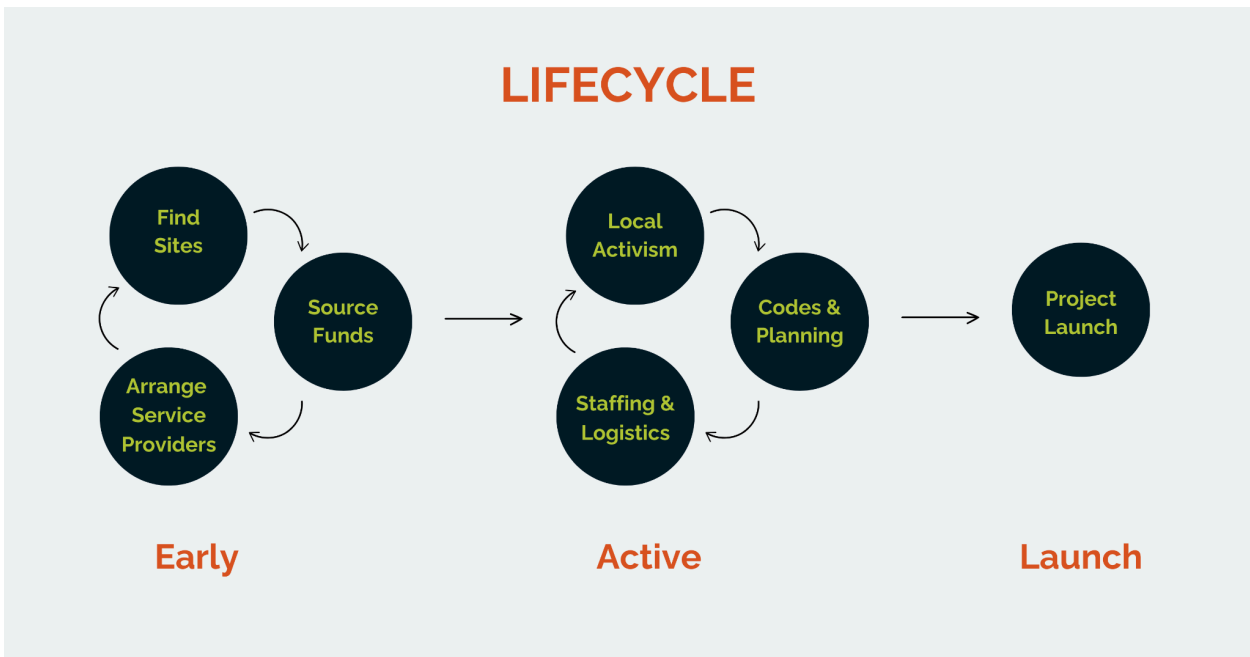 LIFECYCLE
Find
Sites
Source
Funds
Arrange
Service
Providers
Local
Activism
Codes &
Planning
Staffing &
Logistics
Project
Launch
Early
Active
Launch